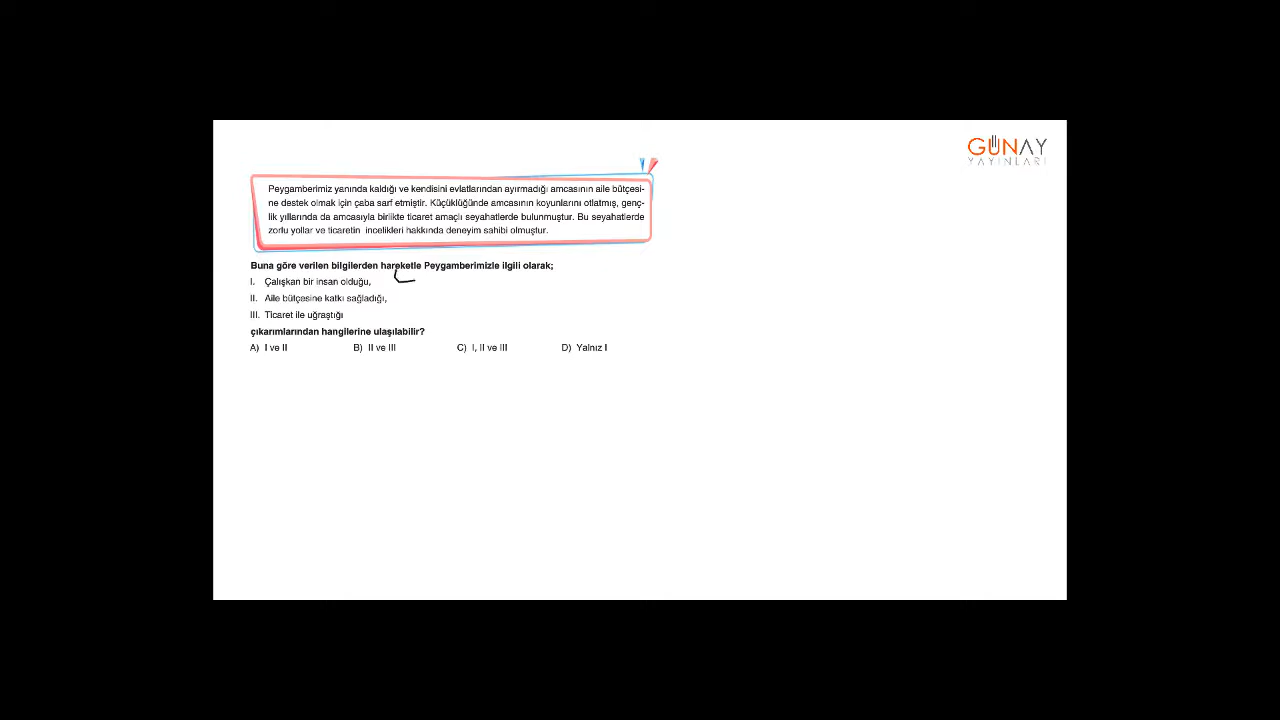 GÜNAY
YAYINLARI
Peygamberimiz yanında kaldığı ve kendisini evlatlarından ayırmadığı amcasının aile bütçesi-
ne destek olmak için çaba sarf etmiştir. Küçüklüğünde amcasının koyunlarını otlatmış, genç-
lik yıllarında da amcasıyla birlikte ticaret amaçlı seyahatlerde bulunmuştur. Bu seyahatlerde
zorlu yollar ve ticaretin incelikleri hakkında deneyim sahibi olmuştur.
Buna göre verilen bilgilerden hareketle Peygamberimizle ilgili olarak;
I. Çalışkan bir insan olduğu,
II. Aile bütçesine katkı sağladığı,
III. Ticaret ile uğraştığı
çıkarımlarından hangilerine ulaşılabilir?
A) I ve II B) II ve III C) I, II ve III D) Yalnız I